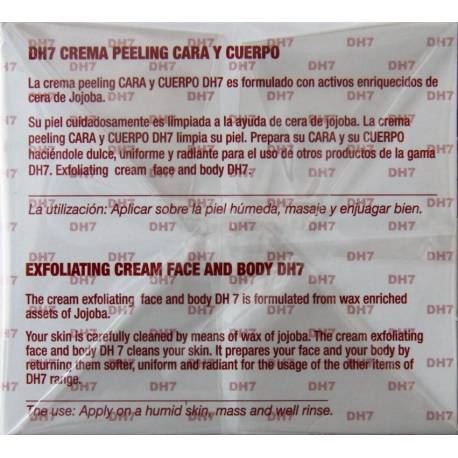 DH7 CREMA PEELING CARA Y CUERPO
La crema peeling CARA y CUERPO DH7 es formulado con activos enriquecidos de
cera de Jojoba.
Su piel cuidadosamente es limpiada a la ayuda de cera de jojoba. La crema
peeling CARA y CUERPO DH7 limpia su piel. Prepara su CARA y su CUERPO
haciéndole dulce, uniforme y radiante para el uso de otros productos de la gama
DH7. Exfoliating cream face and body DH7.
La utilización: Aplicar sobre la piel húmeda, masaje y enjuagar bien.
EXFOLIATING CREAM FACE AND BODY DH7
The cream exfoliating face and body DH 7 is formulated from wax enriched
assets of Jojoba.
Your skin is carefully cleaned by means of wax of jojoba. The cream exfoliating
face and body DH 7 cleans your skin. It prepares your face and your body by
returning them softer, uniform and radiant for the usage of the other items of
DH7 range.
The use: Apply on a humid skin, mass and well rinse.